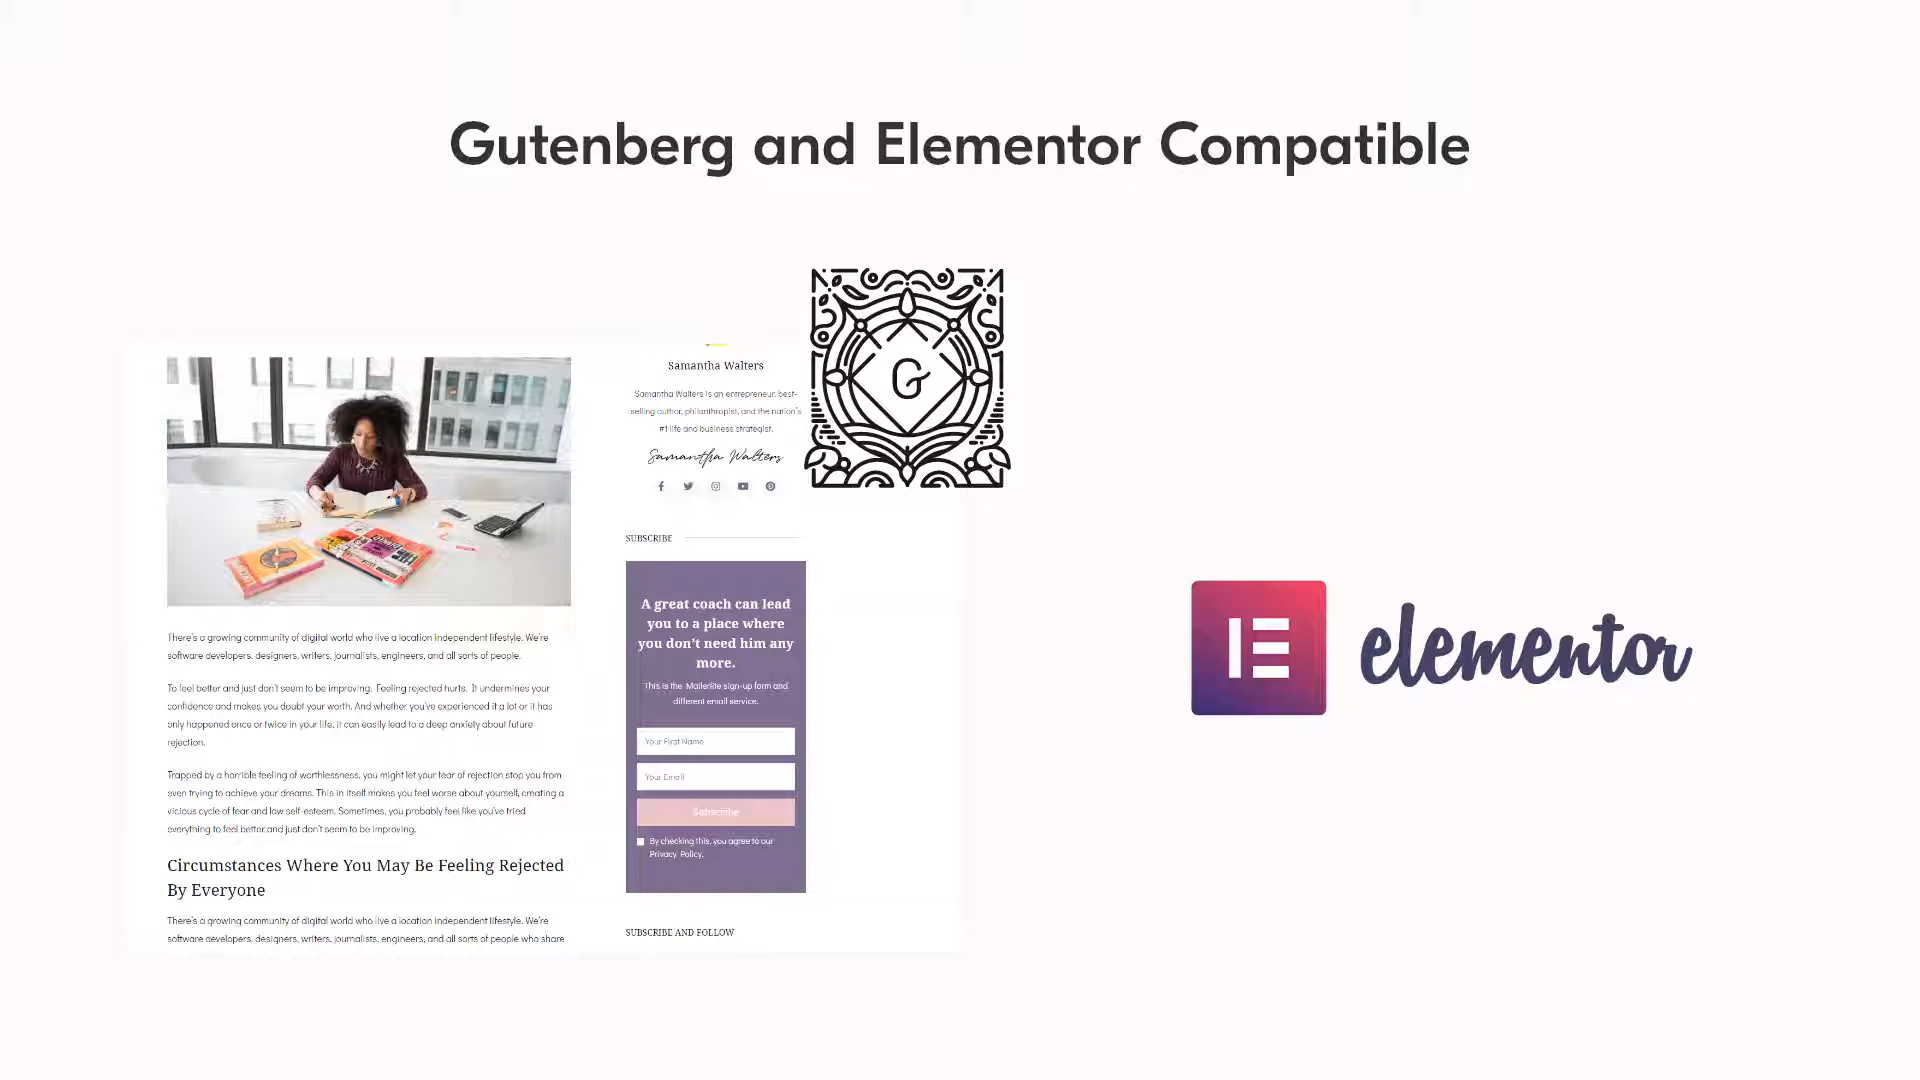 Gutenberg and Elementor Compatible
G
Samantha Walters
Samantha Walters is an entrepreneur, best-
selling author, philanthropist, and the nation's
#1 life and business strategist.
Samantha Walters
SUBSCRIBE
A great coach can lead
you to a place where
you don't need him any
more.
This is the Mailerlite sign-up form and
different email service.
Your First Name
Your Email
Subscribe
By checking this, you agree to our
Privacy Policy.
SUBSCRIBE AND FOLLOW
There's a growing community of digital world who live a location independent lifestyle. We're
software developers, designers, writers, journalists, engineers, and all sorts of people.
To feel better and just don't seem to be improving. Feeling rejected hurts. It undermines your
confidence and makes you doubt your worth. And whether you've experienced it a lot or it has
only happened once or twice in your life, it can easily lead to a deep anxiety about future
rejection.
Trapped by a horrible feeling of worthlessness, you might let your fear of rejection stop you from
even trying to achieve your dreams. This in itself makes you feel worse about yourself, creating a
vicious cycle of fear and low self-esteem. Sometimes, you probably feel like you've tried
everything to feel better and just don't seem to be improving.
Circumstances Where You May Be Feeling Rejected
By Everyone
There's a growing community of digital world who live a location independent lifestyle. We're
software developers, designers, writers, journalists, engineers, and all sorts of people who share
elementor